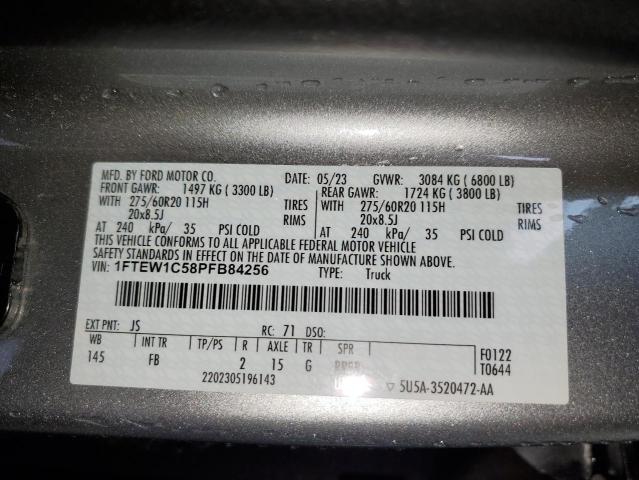 MFD. BY FORD MOTOR CO.
DATE: 05/23 GVWR: 3084 KG ( 6800 LB)
FRONT GAWR: 1497 KG ( 3300 LB) REAR GAWR: 1724 KG ( 3800 LB)
WITH 275/60R20 115H TIRES WITH 275/60R20 115H TIRES
20x8.5J RIMS 20x8.5J RIMS
AT 240 kPa/ 35 PSI COLD AT 240 kPa/ 35 PSI COLD
THIS VEHICLE CONFORMS TO ALL APPLICABLE FEDERAL MOTOR VEHICLE
SAFETY STANDARDS IN EFFECT ON THE DATE OF MANUFACTURE SHOWN ABOVE.
VIN: 1FTEW1C58PFB84256 TYPE: Truck
EXT PNT: JS RC: 71 DSO:
WB INT TR TP/PS R AXLE TR SPR F0122
145 FB 2 15 G T0644
2202305196143 5U5A-3520472-AA